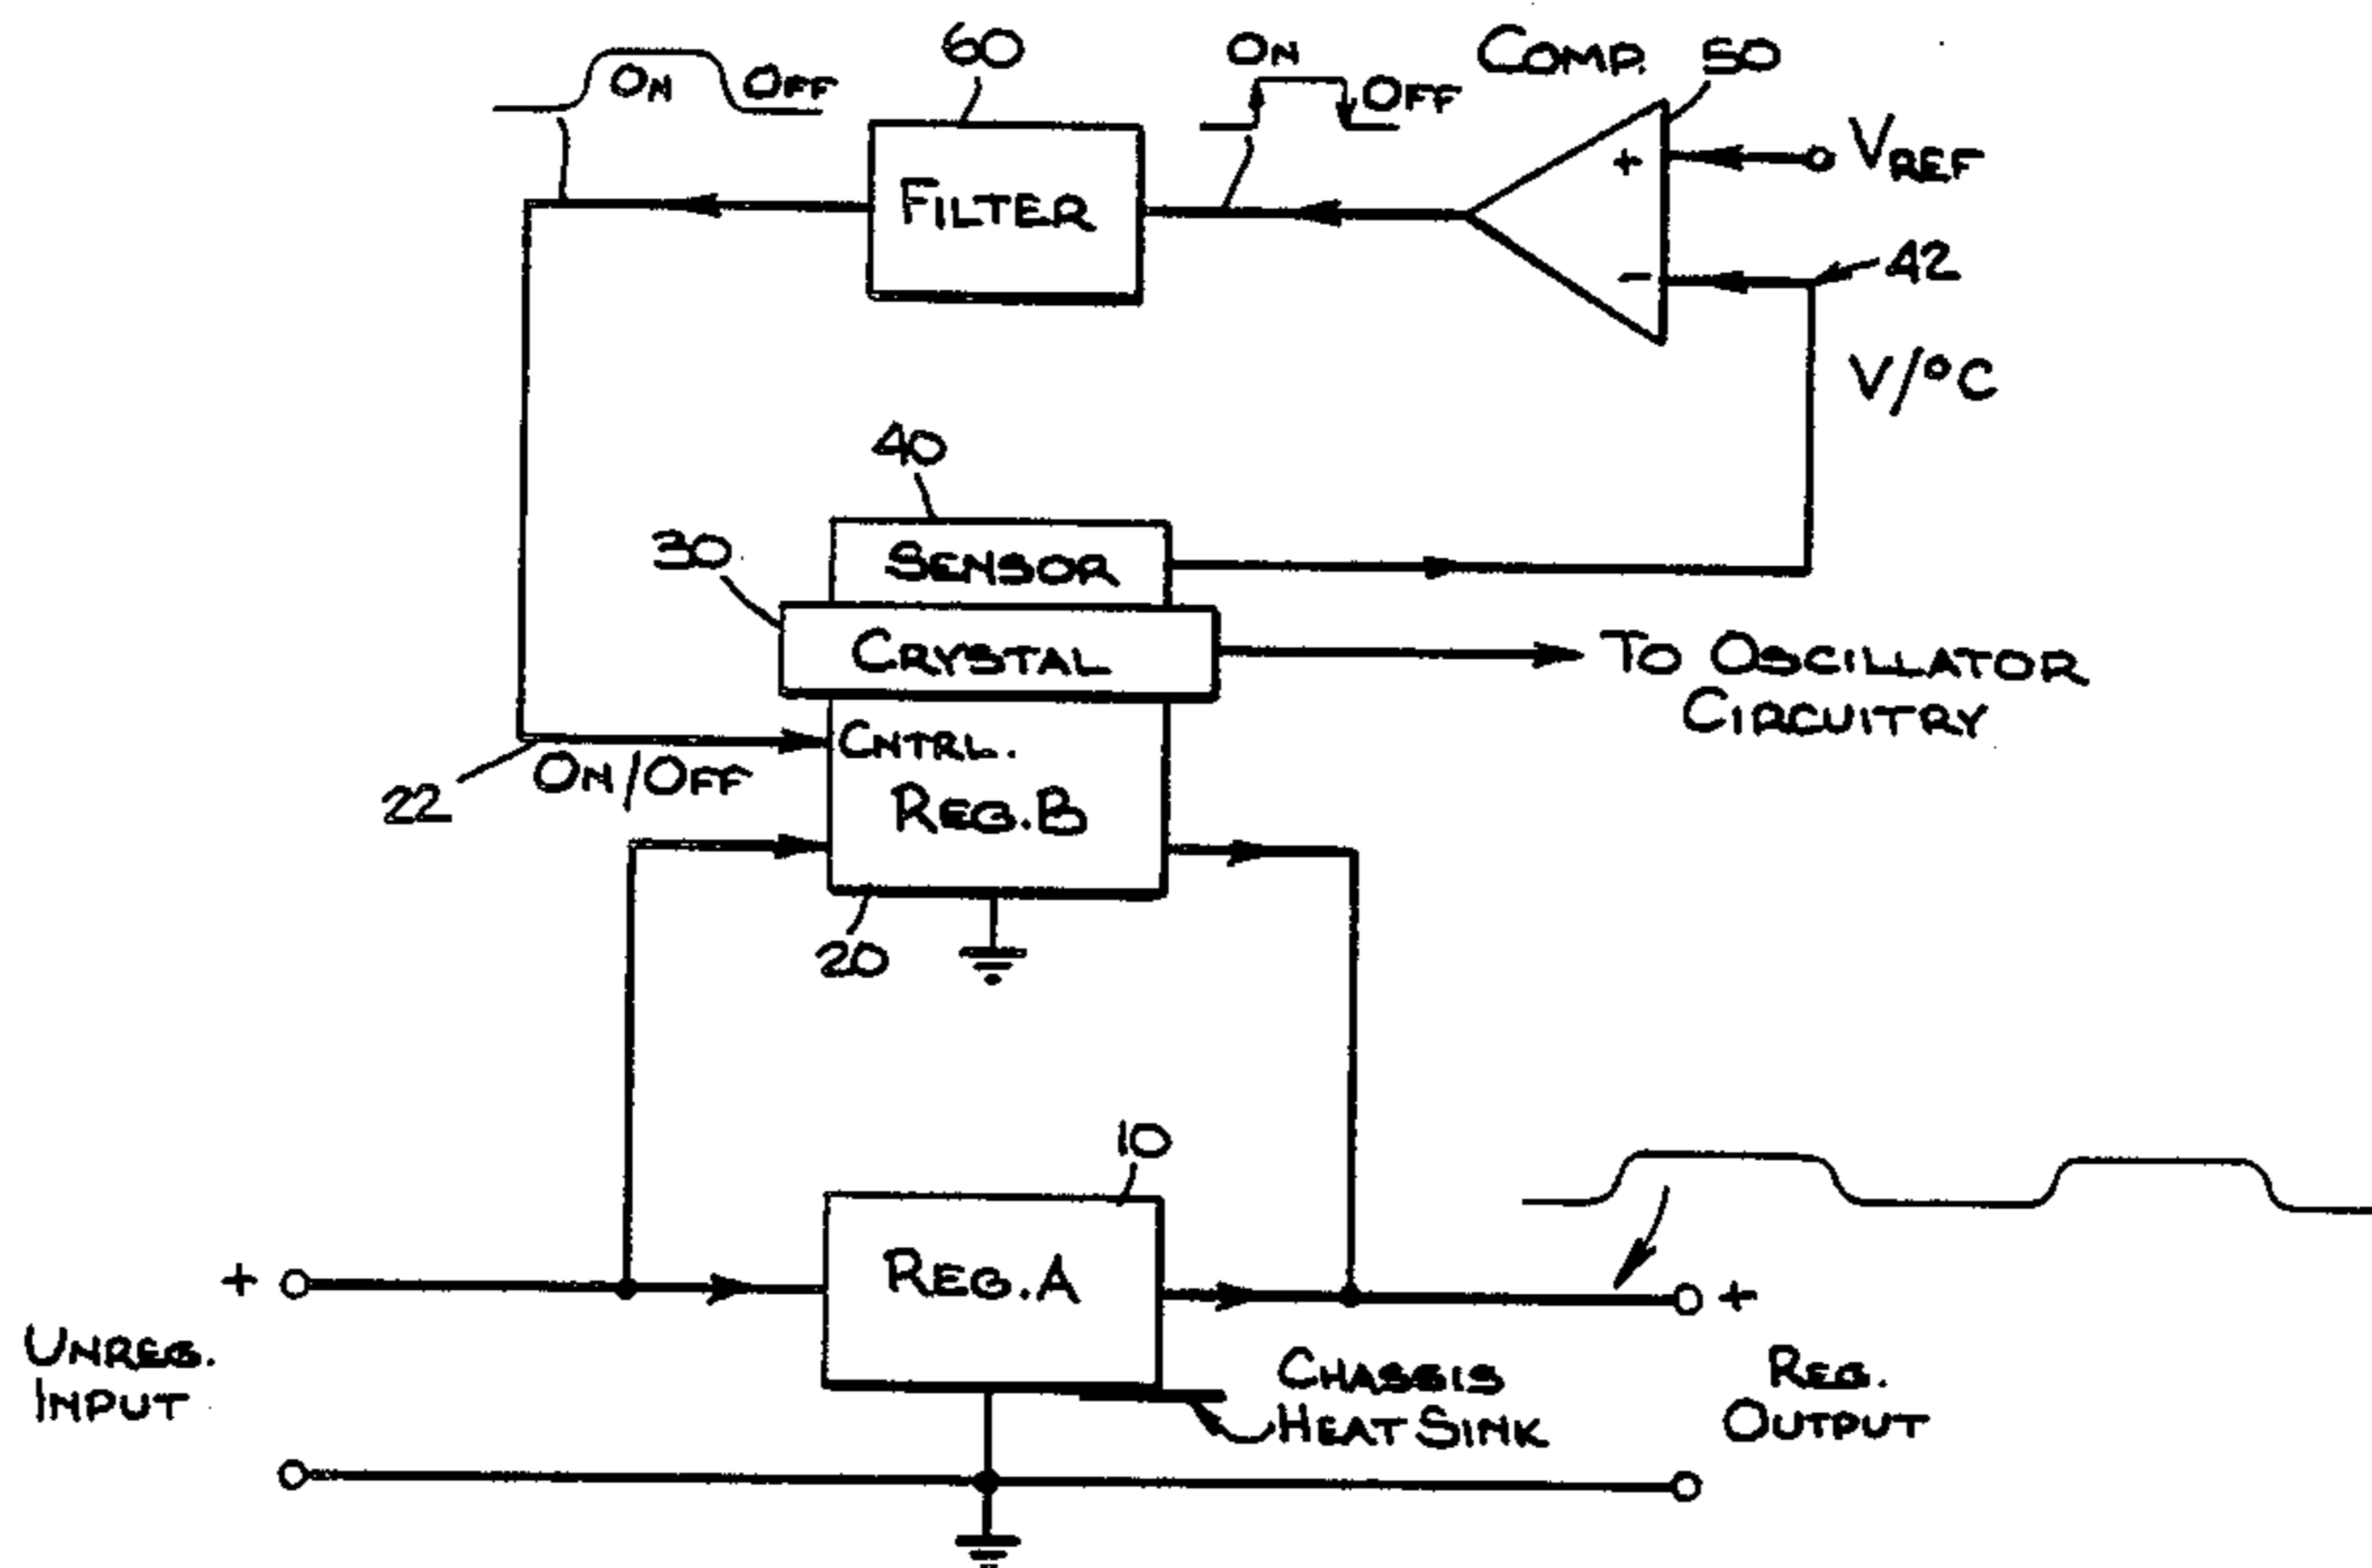 60
ON
COMP. 50
ON
OFF
OFF
+
VREF
FILTER
-
42
V/°C
40
30
SENSOR
CRYSTAL
TO OSCILLATOR
CIRCUITRY
CNTRL.
22
ON/OFF
REG. B
20
10
REG. A
+
+
UNREG.
INPUT
CHASSIS
HEAT SINK
REG.
OUTPUT